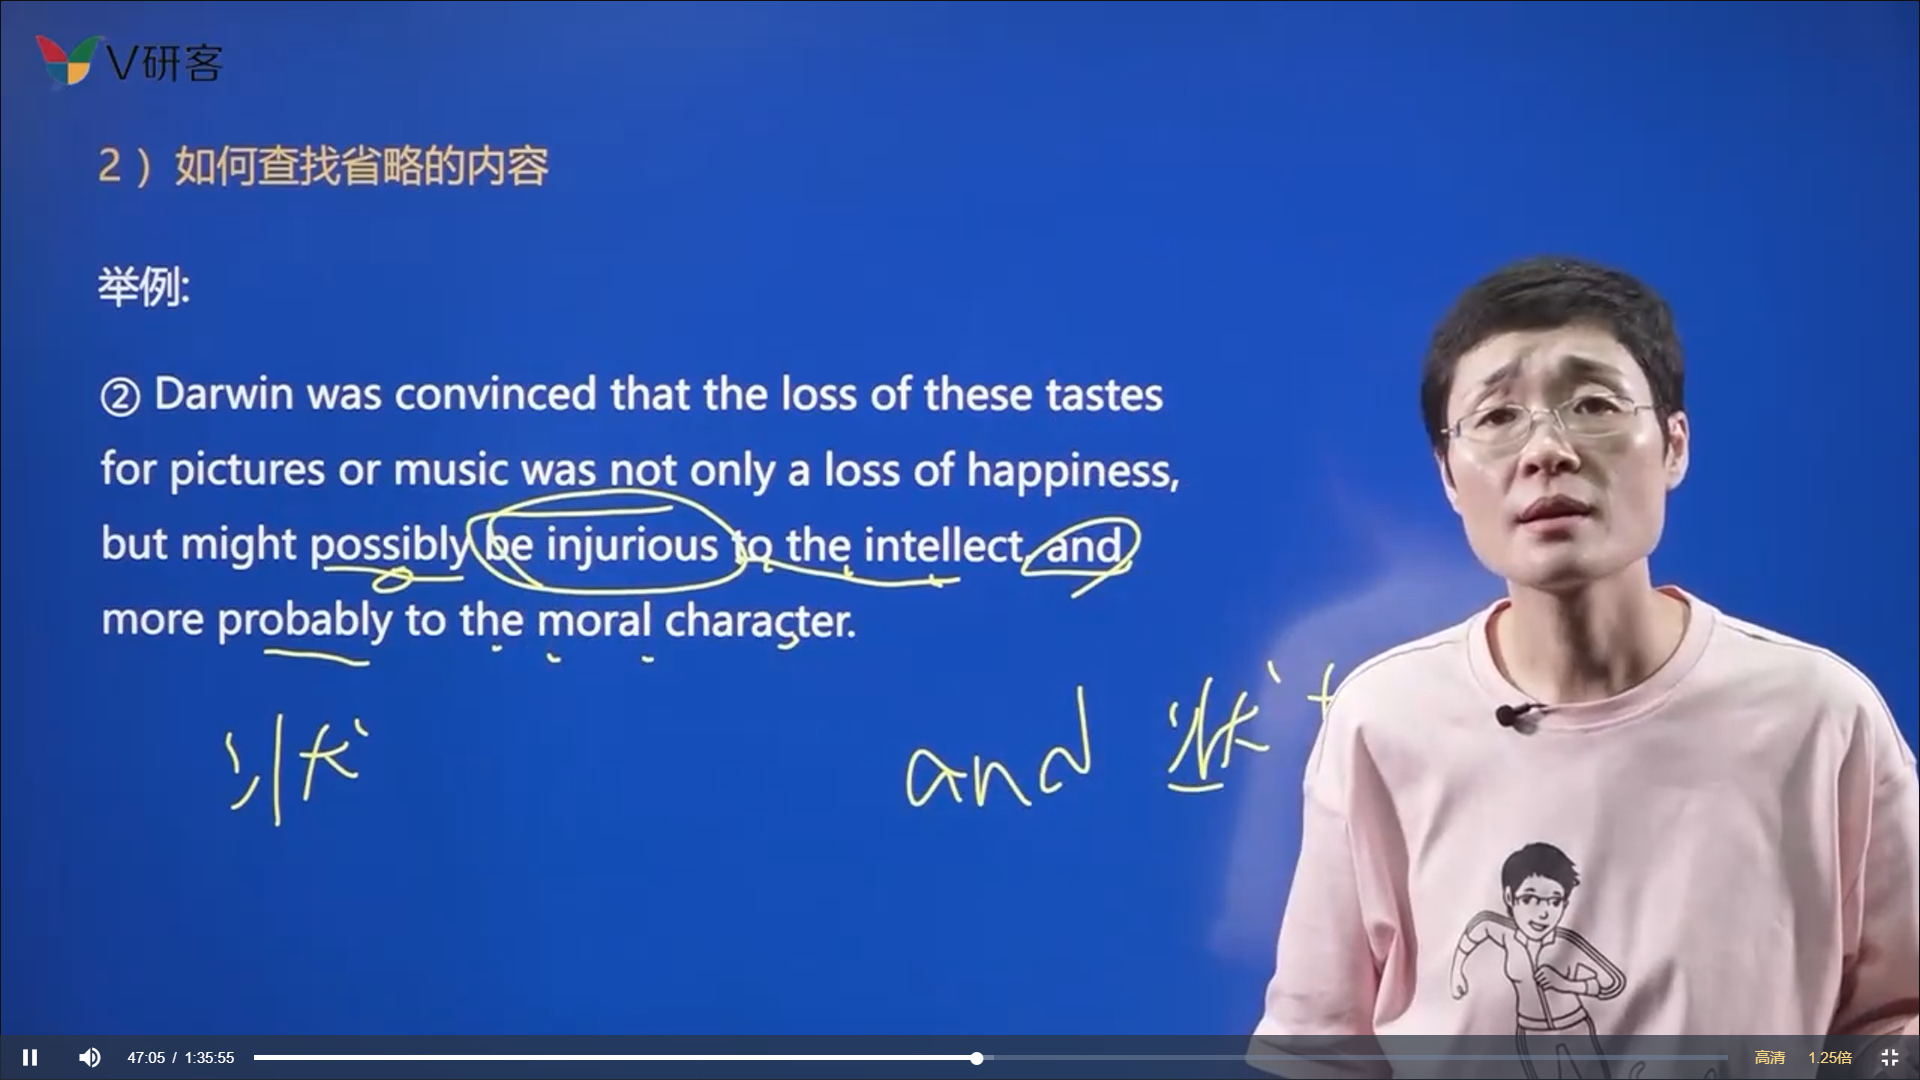 V研客
2）如何查找省略的内容
举例:
② Darwin was convinced that the loss of these tastes
for pictures or music was not only a loss of happiness,
but might possibly be injurious to the intellect, and
more probably to the moral character.
状
and 状 t
47:05 / 1:35:55
高清 1.25倍